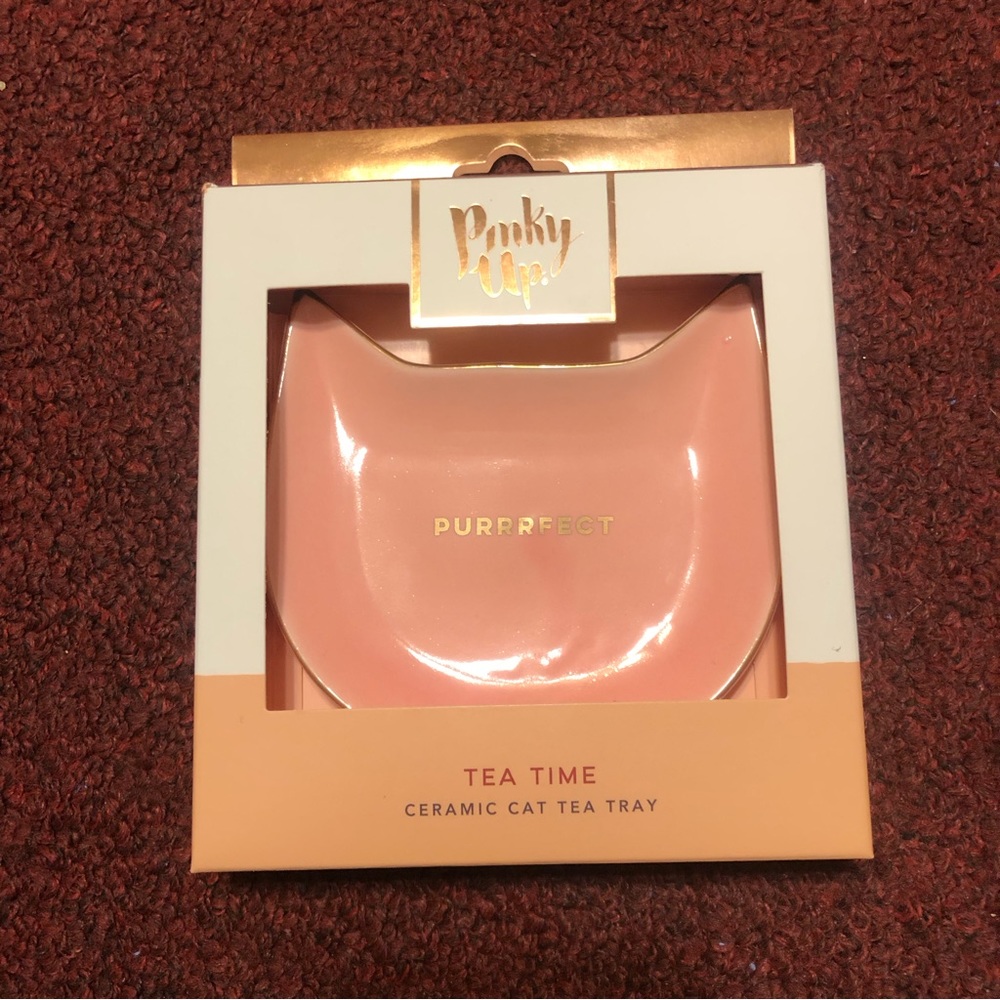 Pinky
Up.
PURRRFECT
TEA TIME
CERAMIC CAT TEA TRAY